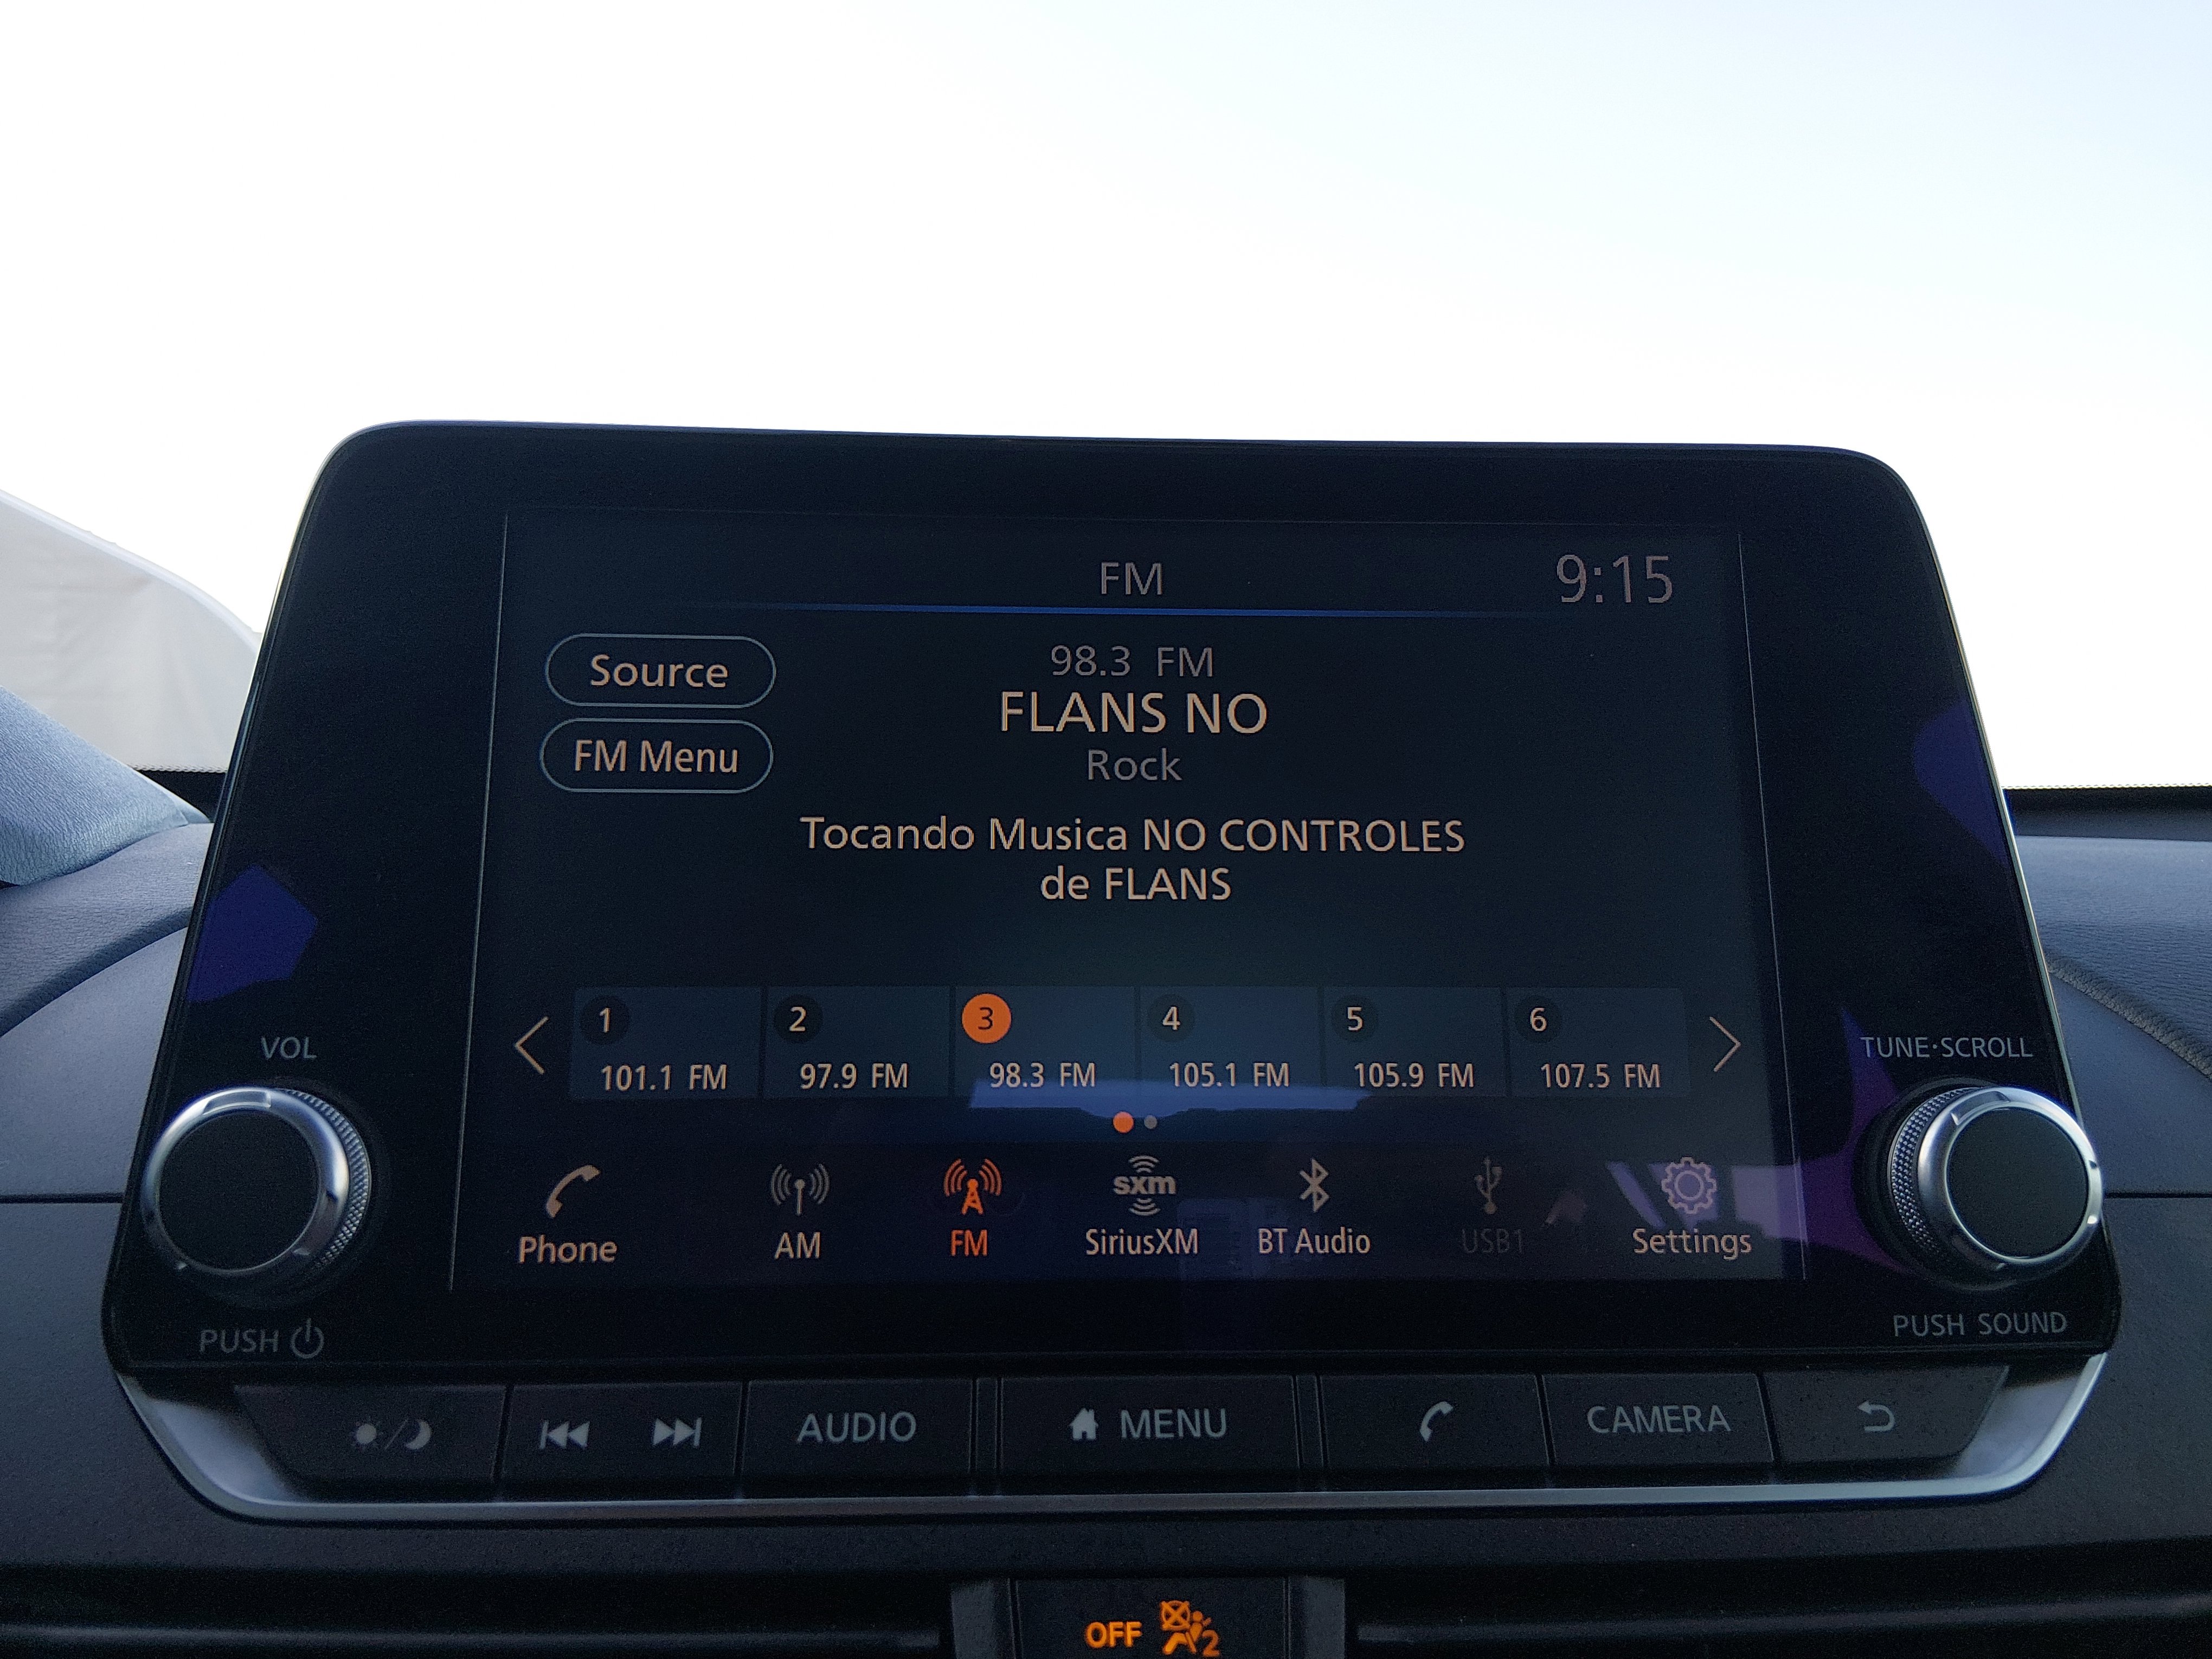 FM
9:15
Source
98.3 FM
FLANS NO
FM Menu
Rock
Tocando Musica NO CONTROLES
de FLANS
1
2
3
4
5
6
101.1 FM
97.9 FM
98.3 FM
105.1 FM
105.9 FM
107.5 FM
VOL
TUNE·SCROLL
sxm
Phone
AM
FM
SiriusXM
BT Audio
USB1
Settings
PUSH
PUSH SOUND
AUDIO
MENU
CAMERA
OFF
2